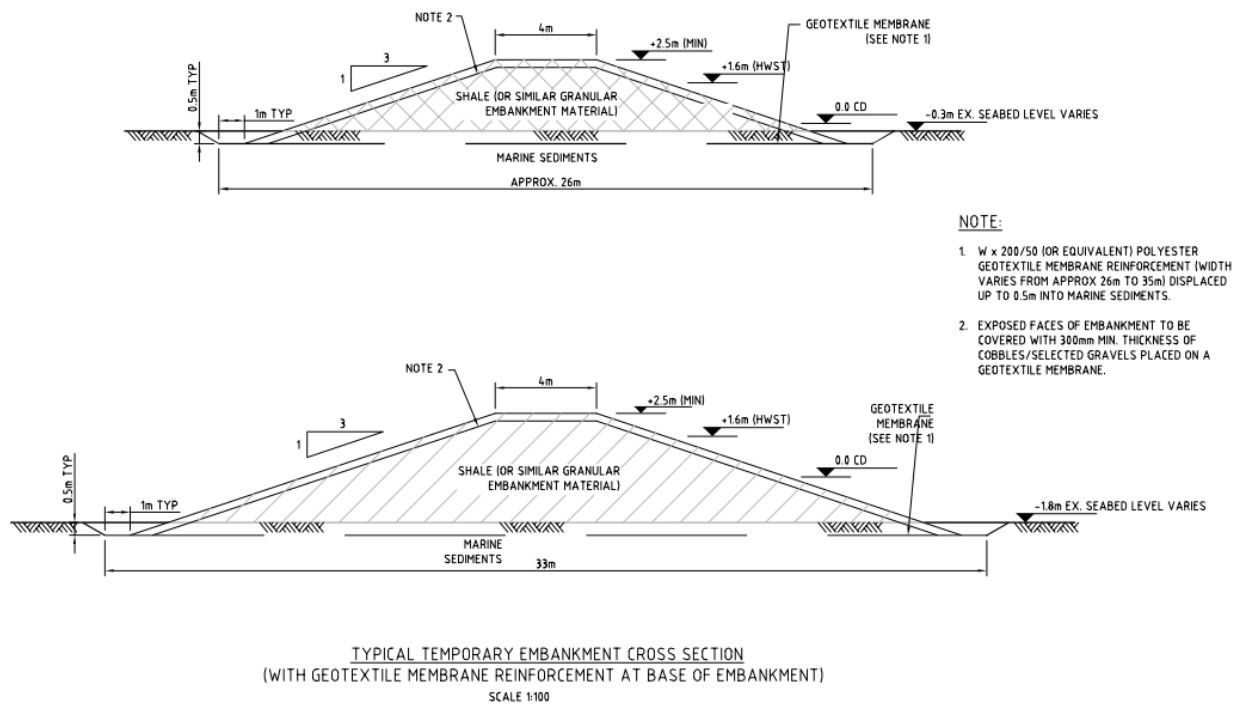 NOTE 2
4m
GEOTEXTILE MEMBRANE
(SEE NOTE 1)
+2.5m (MIN)
3
1
+1.6m (HWST)
0.5m TYP
1m TYP
SHALE (OR SIMILAR GRANULAR
EMBANKMENT MATERIAL)
0.0 CD
-0.3m EX. SEABED LEVEL VARIES
MARINE SEDIMENTS
APPROX. 26m
NOTE:
1. W x 200/50 (OR EQUIVALENT) POLYESTER
GEOTEXTILE MEMBRANE REINFORCEMENT (WIDTH
VARIES FROM APPROX 26m TO 35m) DISPLACED
UP TO 0.5m INTO MARINE SEDIMENTS.
2. EXPOSED FACES OF EMBANKMENT TO BE
COVERED WITH 300mm MIN. THICKNESS OF
COBBLES/SELECTED GRAVELS PLACED ON A
GEOTEXTILE MEMBRANE.
NOTE 2
4m
+2.5m (MIN)
GEOTEXTILE
MEMBRANE
(SEE NOTE 1)
3
1
+1.6m (HWST)
0.5m TYP
1m TYP
SHALE (OR SIMILAR GRANULAR
EMBANKMENT MATERIAL)
0.0 CD
-1.8m EX. SEABED LEVEL VARIES
MARINE
SEDIMENTS
33m
TYPICAL TEMPORARY EMBANKMENT CROSS SECTION
(WITH GEOTEXTILE MEMBRANE REINFORCEMENT AT BASE OF EMBANKMENT)
SCALE 1:100